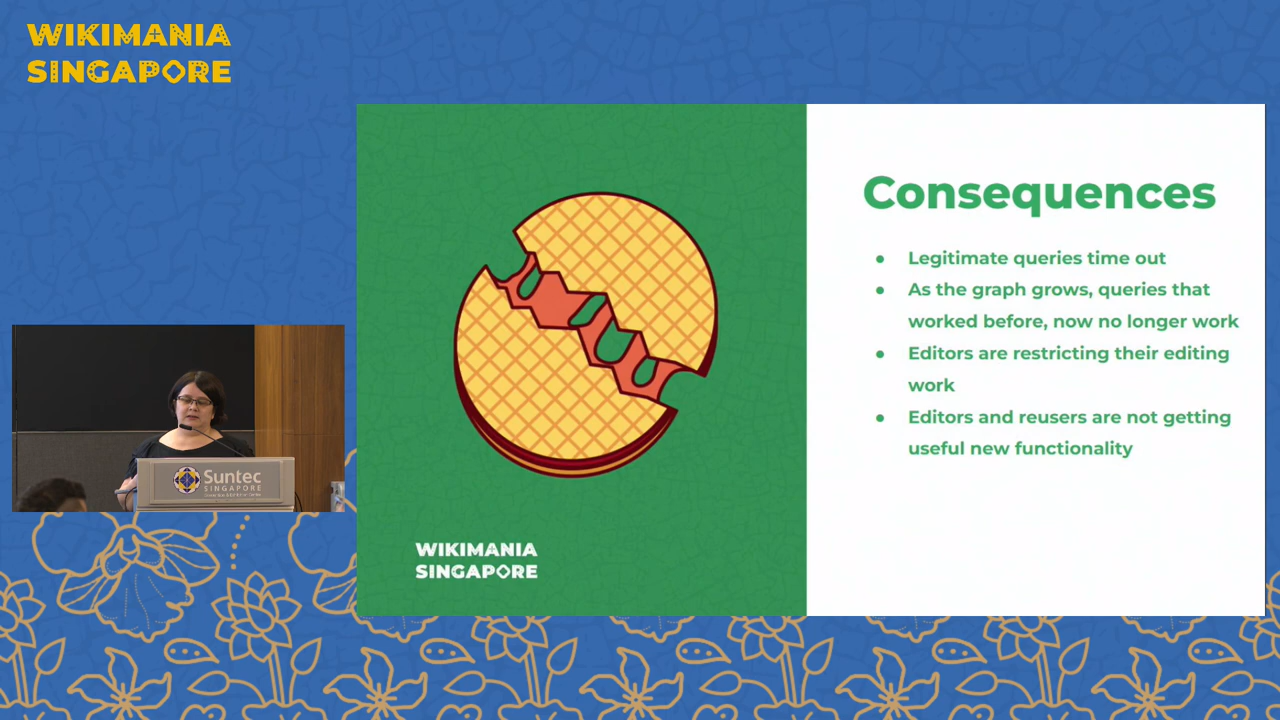 WIKIMANIA
SINGAPORE
Consequences
● Legitimate queries time out
● As the graph grows, queries that
worked before, now no longer work
● Editors are restricting their editing
work
● Editors and reusers are not getting
useful new functionality
Suntec
SINGAPORE
WIKIMANIA
SINGAPORE